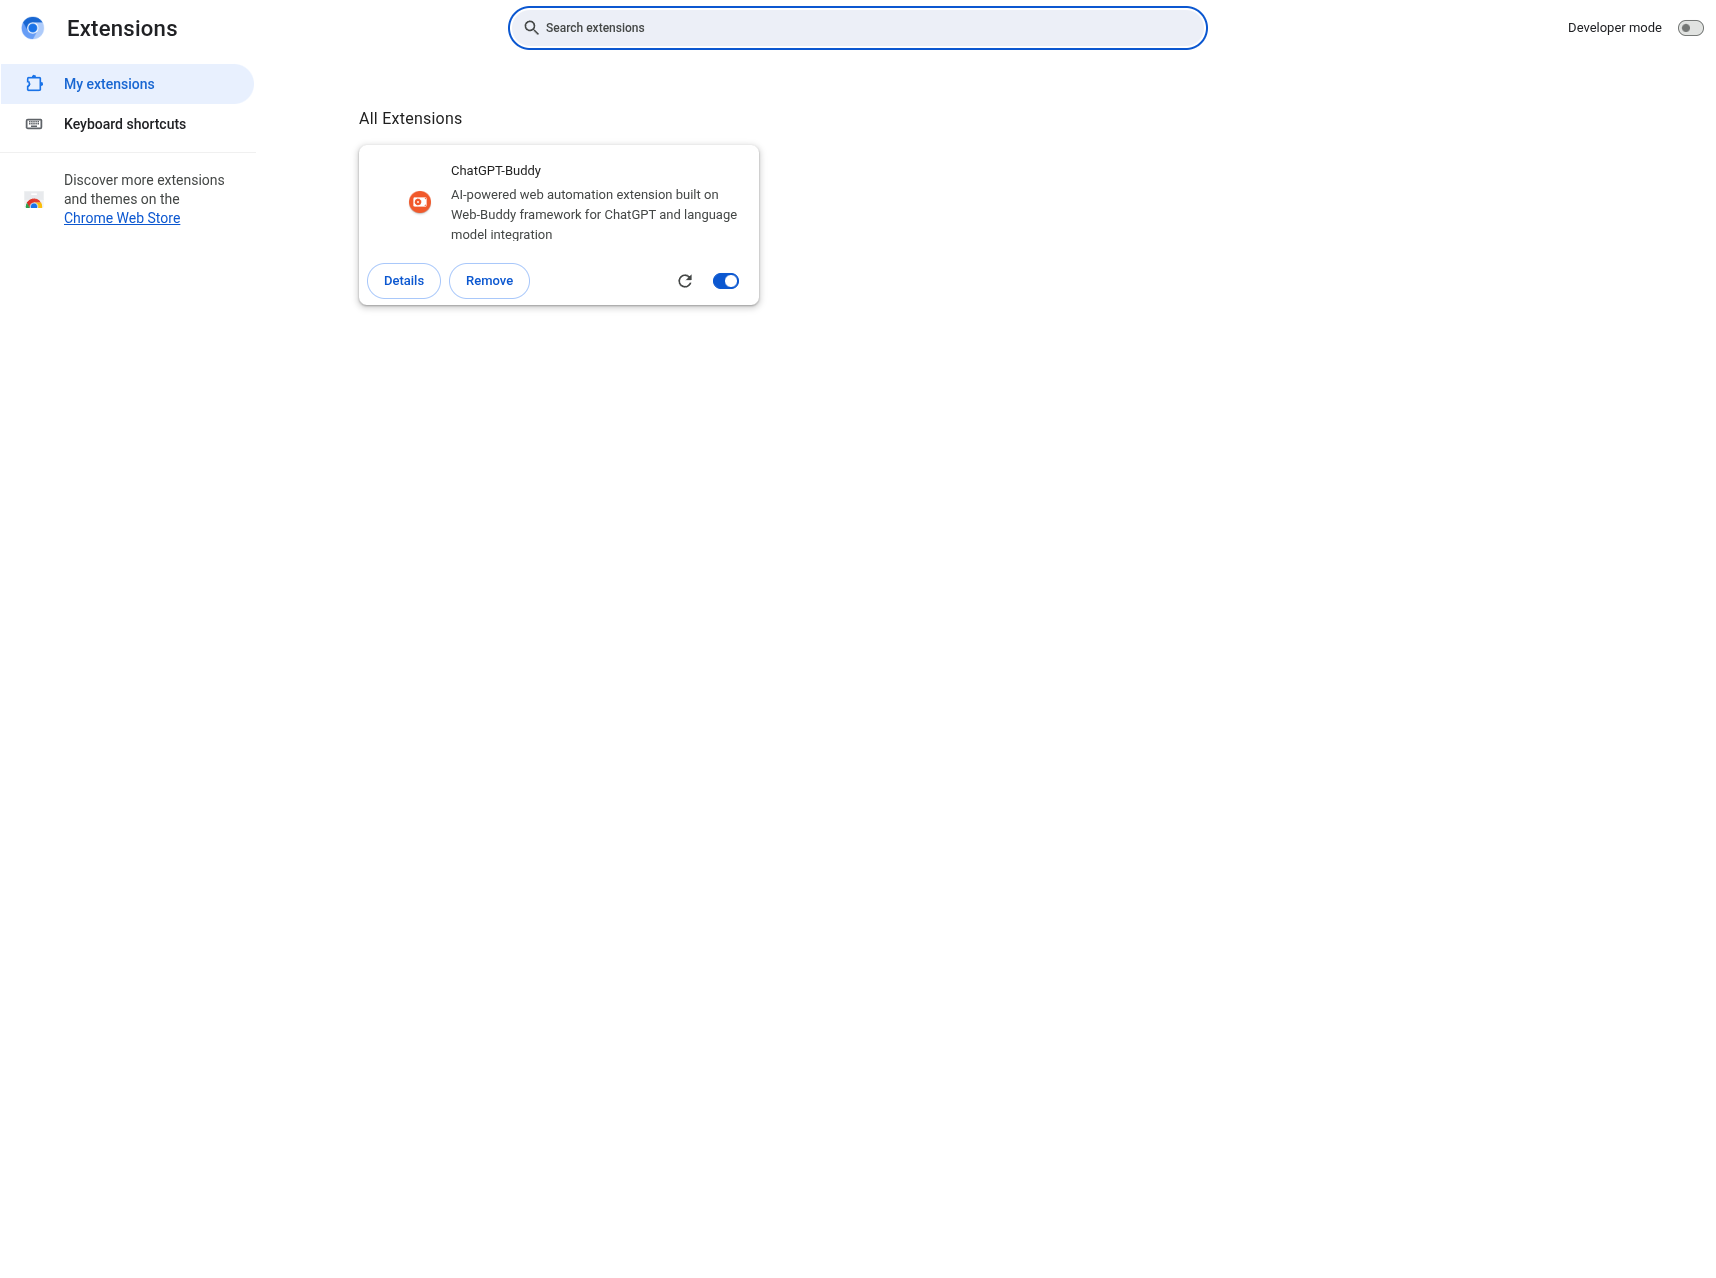 Extensions
Search extensions
Developer mode
My extensions
Keyboard shortcuts
Discover more extensions
and themes on the
Chrome Web Store
All Extensions
ChatGPT-Buddy
AI-powered web automation extension built on
Web-Buddy framework for ChatGPT and language
model integration
Details
Remove